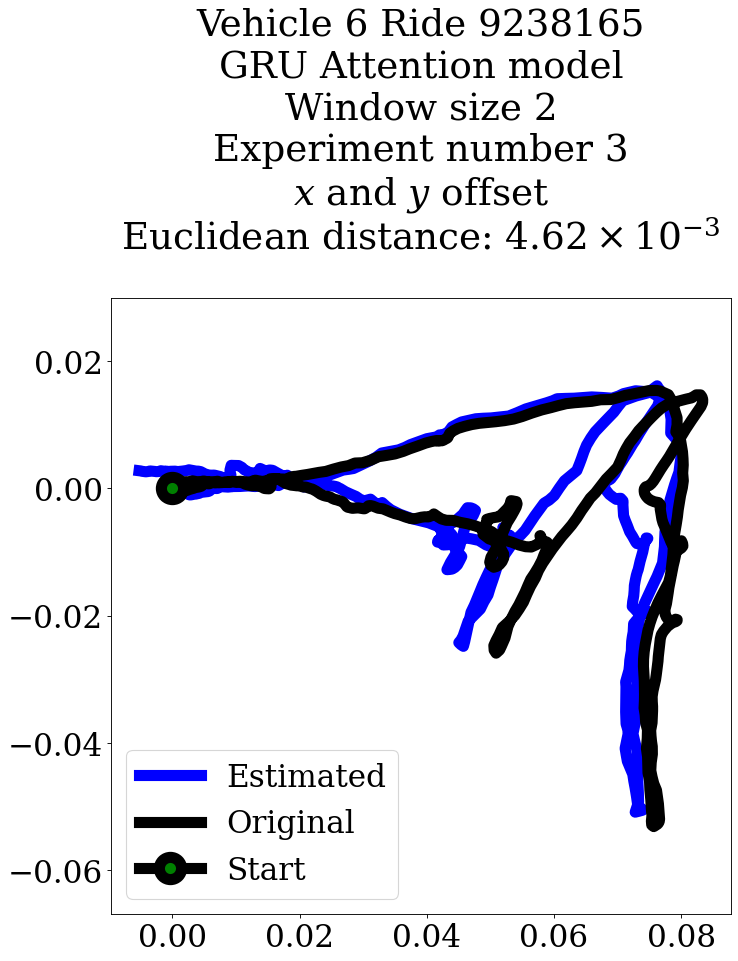 Vehicle 6 Ride 9238165
GRU Attention model
Window size 2
Experiment number 3
x and y offset
Euclidean distance: 4.62 × 10⁻³
0.02
0.00
−0.02
−0.04
−0.06
Estimated
Original
Start
0.00 0.02 0.04 0.06 0.08